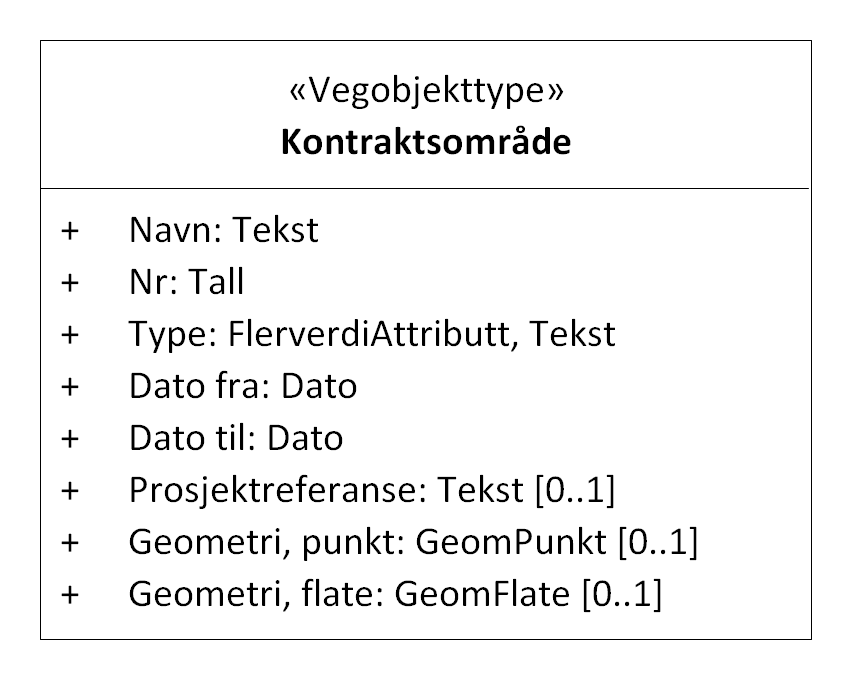 «Vegobjekttype»
Kontraktsområde
+ Navn: Tekst
+ Nr: Tall
+ Type: FlerverdiAttributt, Tekst
+ Dato fra: Dato
+ Dato til: Dato
+ Prosjektreferanse: Tekst [0..1]
+ Geometri, punkt: GeomPunkt [0..1]
+ Geometri, flate: GeomFlate [0..1]